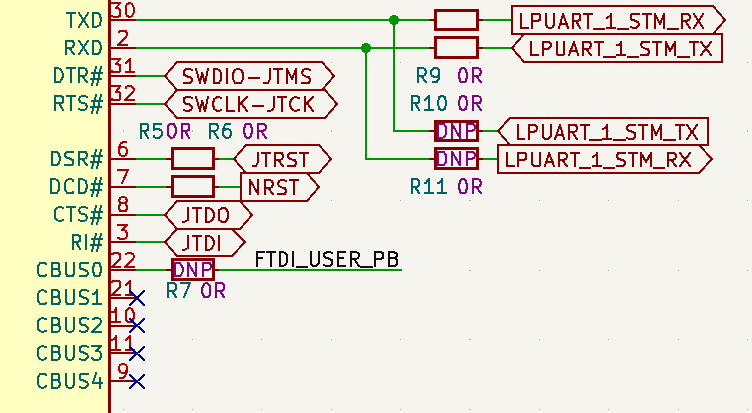 TXD 30 LPUART_1_STM_RX
RXD 2 LPUART_1_STM_TX
DTR# 31 SWDIO-JTMS R9 0R
RTS# 32 SWCLK-JTCK R10 0R
R5 0R R6 0R DNP LPUART_1_STM_TX
DSR# 6 JTRST DNP LPUART_1_STM_RX
DCD# 7 NRST R11 0R
CTS# 8 JTDO
RI# 3 JTDI
CBUS0 22 DNP FTDI_USER_PB
R7 0R
CBUS1 21
CBUS2 10
CBUS3 11
CBUS4 9